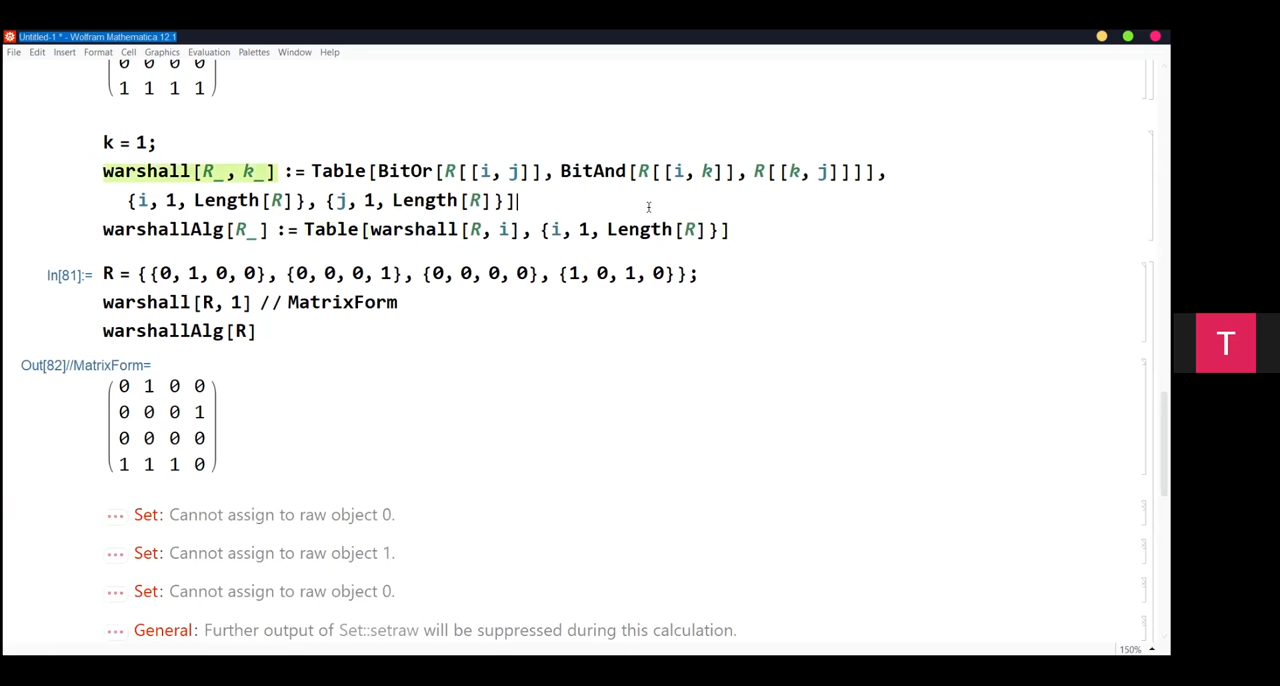 Untitled-1 * - Wolfram Mathematica 12.1
File Edit Insert Format Cell Graphics Evaluation Palettes Window Help
0 0 0 0
1 1 1 1
k = 1;
warshall[R_, k_] := Table[BitOr[R[[i, j]], BitAnd[R[[i, k]], R[[k, j]]]],
{i, 1, Length[R]}, {j, 1, Length[R]}]
warshallAlg[R_] := Table[warshall[R, i], {i, 1, Length[R]}]
In[81]:= R = {{0, 1, 0, 0}, {0, 0, 0, 1}, {0, 0, 0, 0}, {1, 0, 1, 0}};
warshall[R, 1] // MatrixForm
warshallAlg[R]
Out[82]//MatrixForm=
0 1 0 0
0 0 0 1
0 0 0 0
1 1 1 0
Set: Cannot assign to raw object 0.
Set: Cannot assign to raw object 1.
Set: Cannot assign to raw object 0.
General: Further output of Set::setraw will be suppressed during this calculation.
150%
T